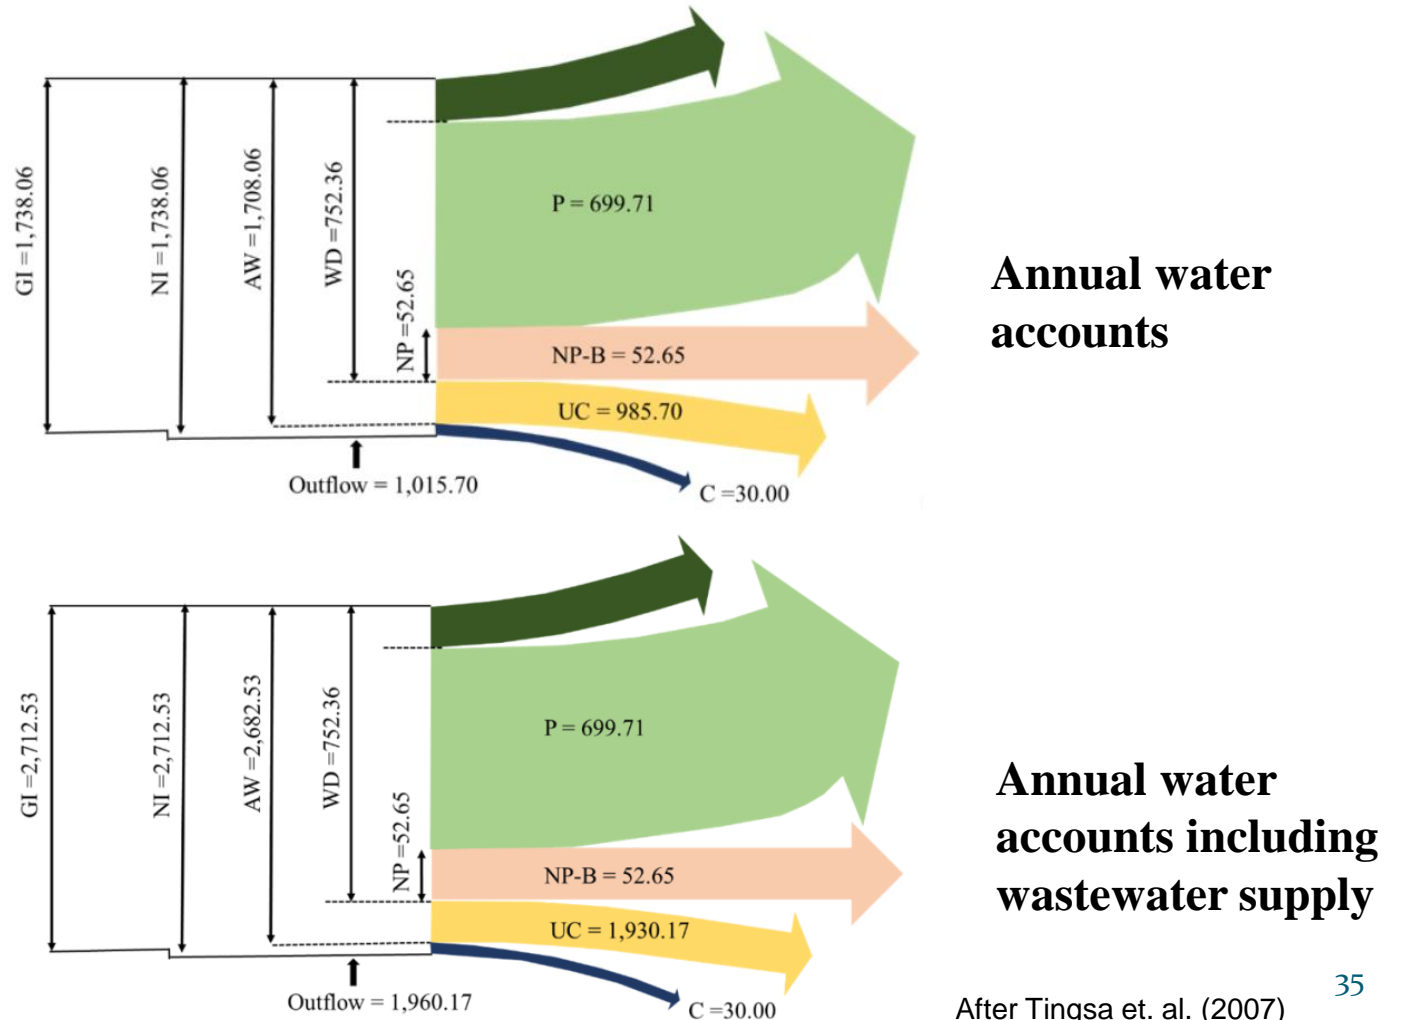 GI =1,738.06
NI =1,738.06
AW =1,708.06
WD =752.36
NP =52.65
P = 699.71
NP-B = 52.65
UC = 985.70
Outflow = 1,015.70
C =30.00
Annual water
accounts
GI =2,712.53
NI =2,712.53
AW =2,682.53
WD =752.36
NP =52.65
P = 699.71
NP-B = 52.65
UC = 1,930.17
Outflow = 1,960.17
C =30.00
Annual water
accounts including
wastewater supply
35
After Tingsa et. al. (2007)